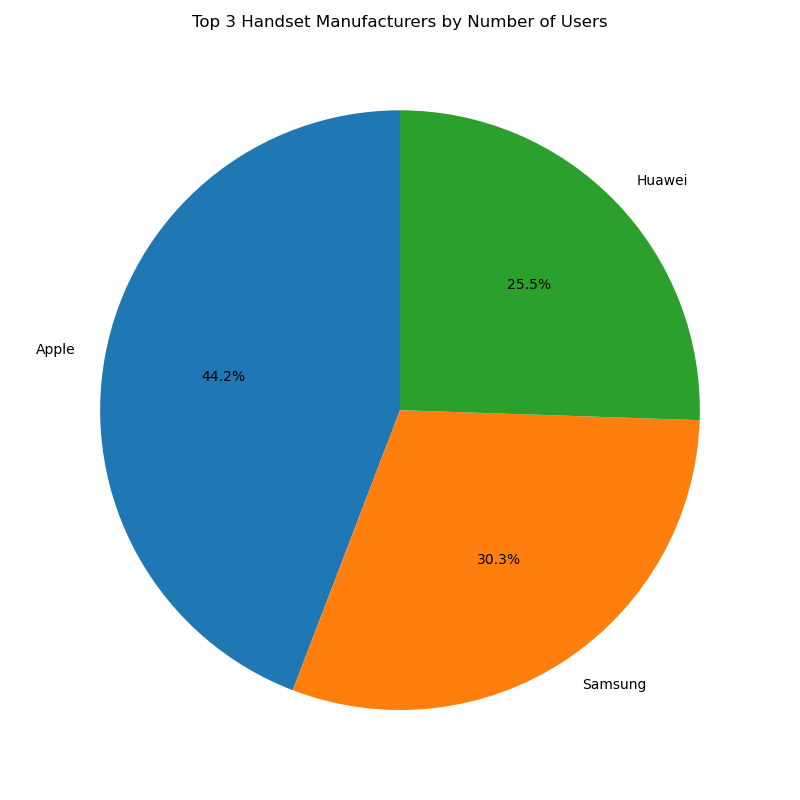 Top 3 Handset Manufacturers by Number of Users
Huawei
25.5%
Apple
44.2%
30.3%
Samsung